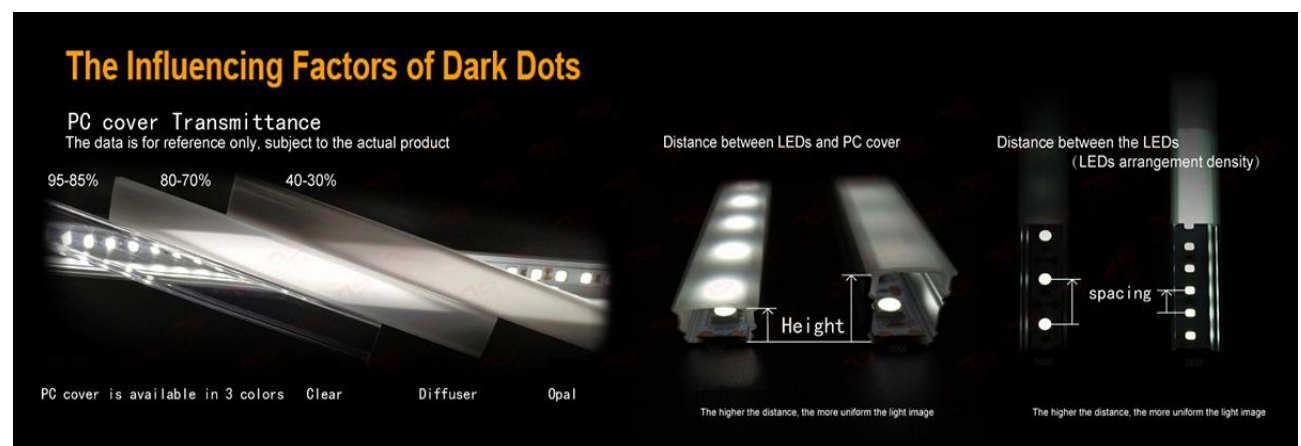 The Influencing Factors of Dark Dots
PC cover Transmittance
The data is for reference only, subject to the actual product
95-85% 80-70% 40-30%
PC cover is available in 3 colors Clear Diffuser Opal
Distance between LEDs and PC cover
Height
The higher the distance, the more uniform the light image
Distance between the LEDs
(LEDs arrangement density)
spacing
5050
The higher the distance, the more uniform the light image